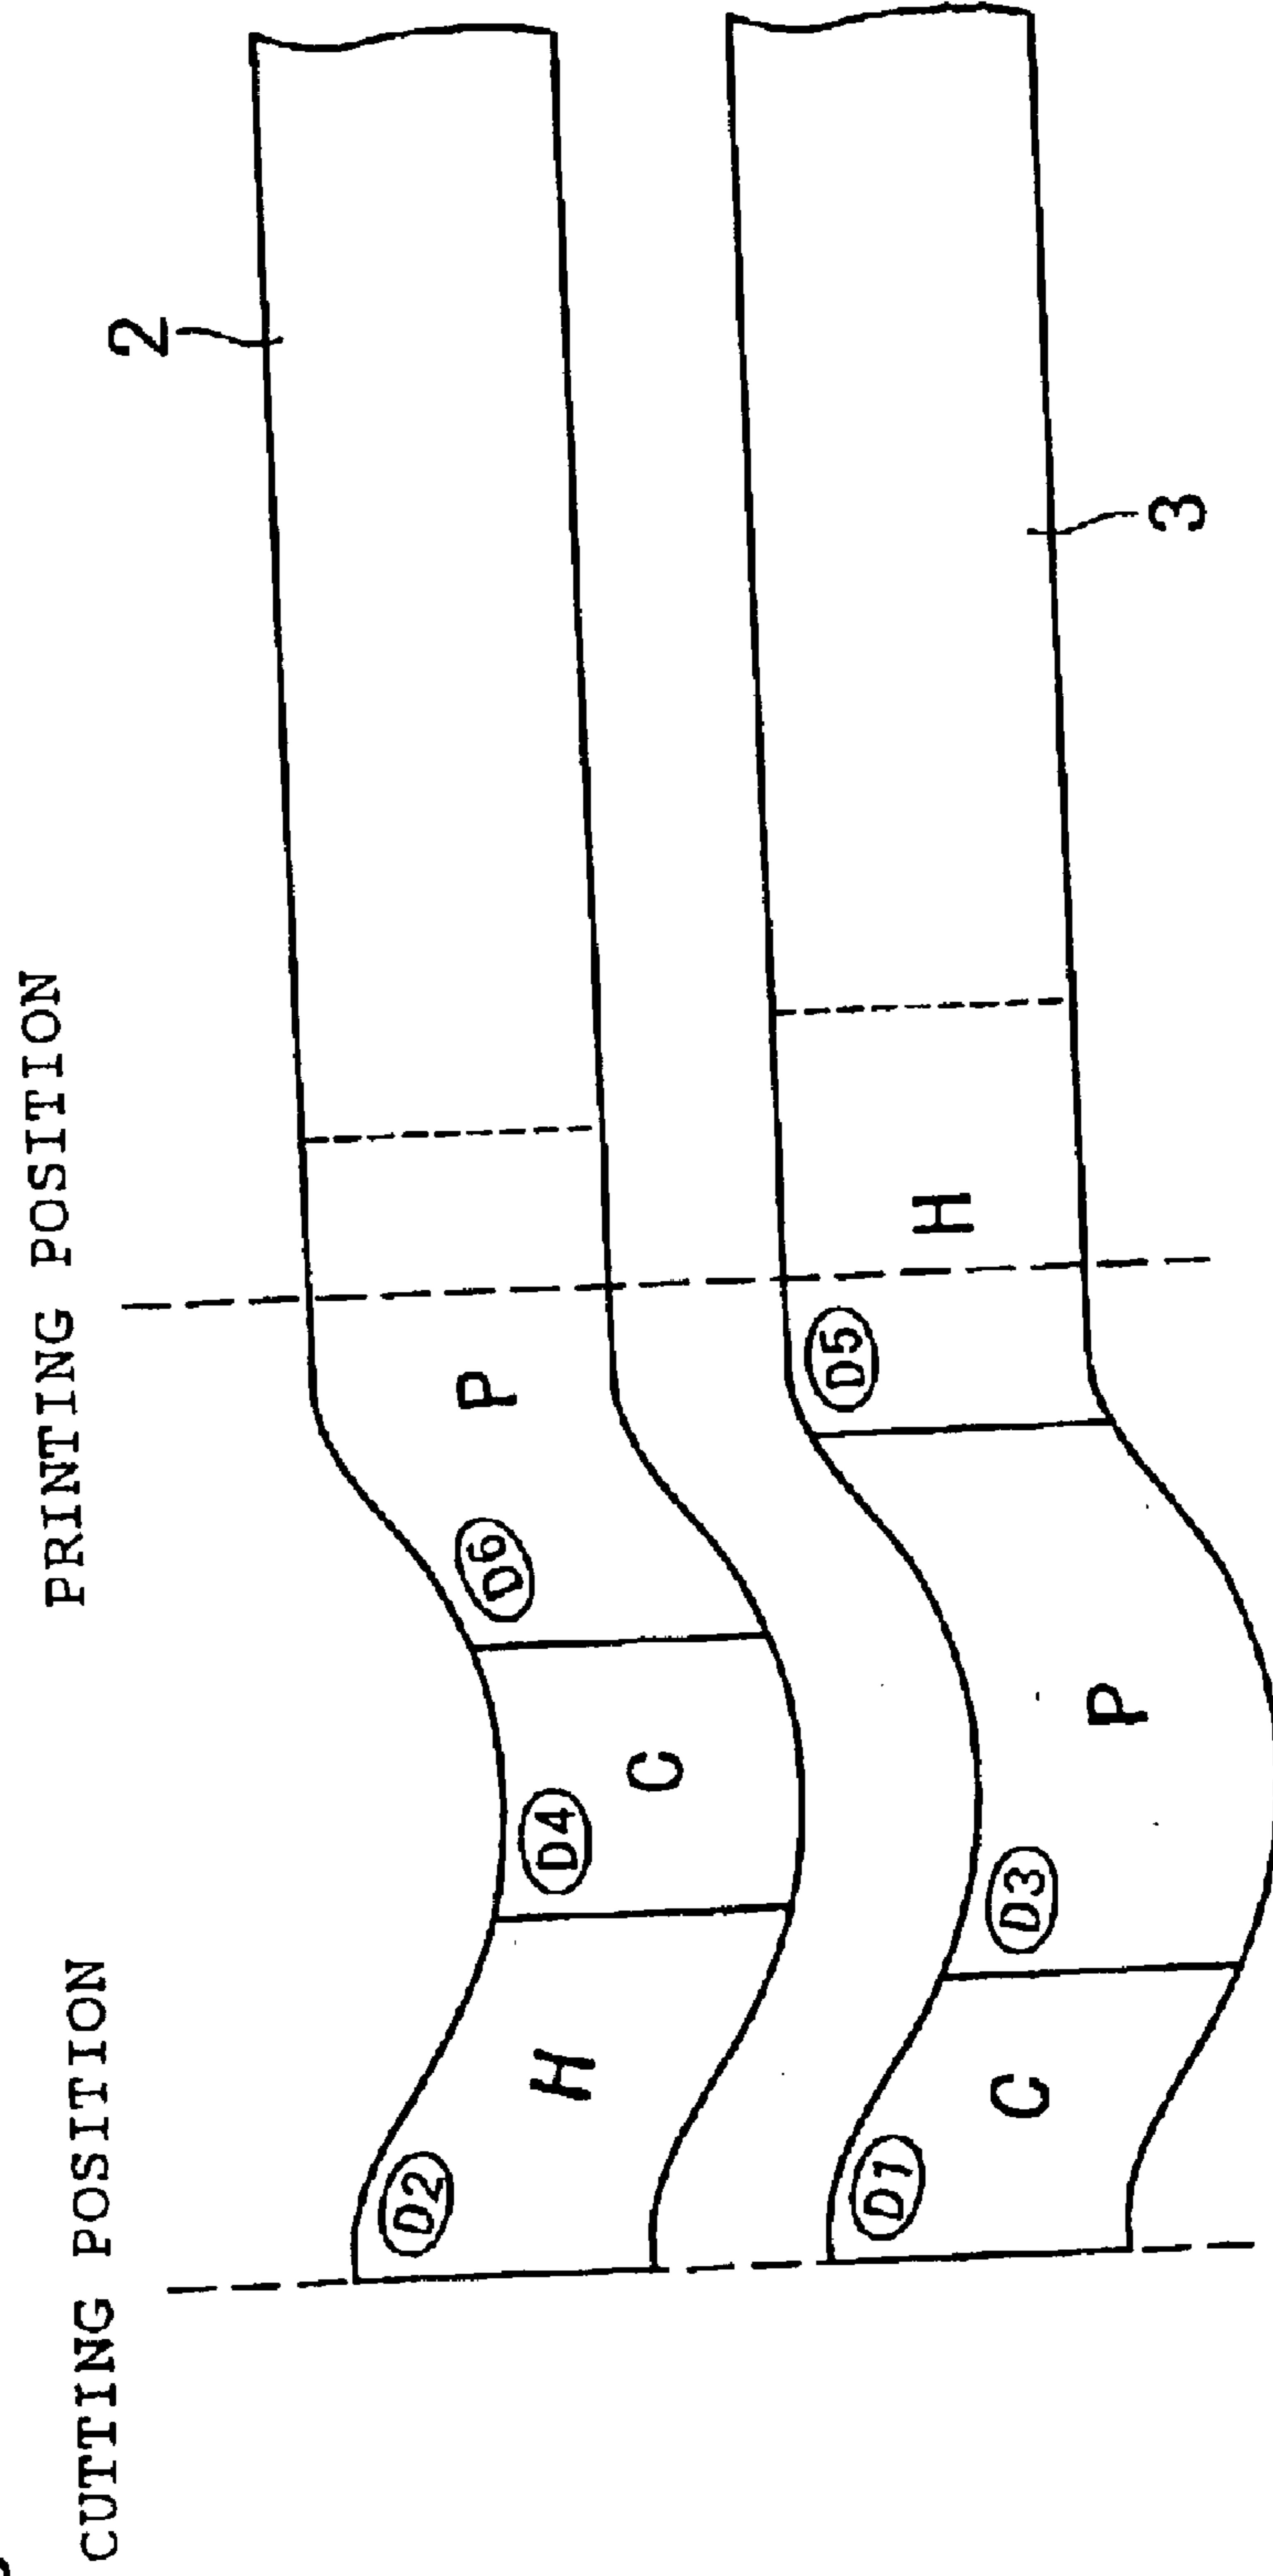 CUTTING POSITION
PRINTING POSITION
2
D2
H
D4
C
D6
P
D1
C
D3
P
D5
H
3